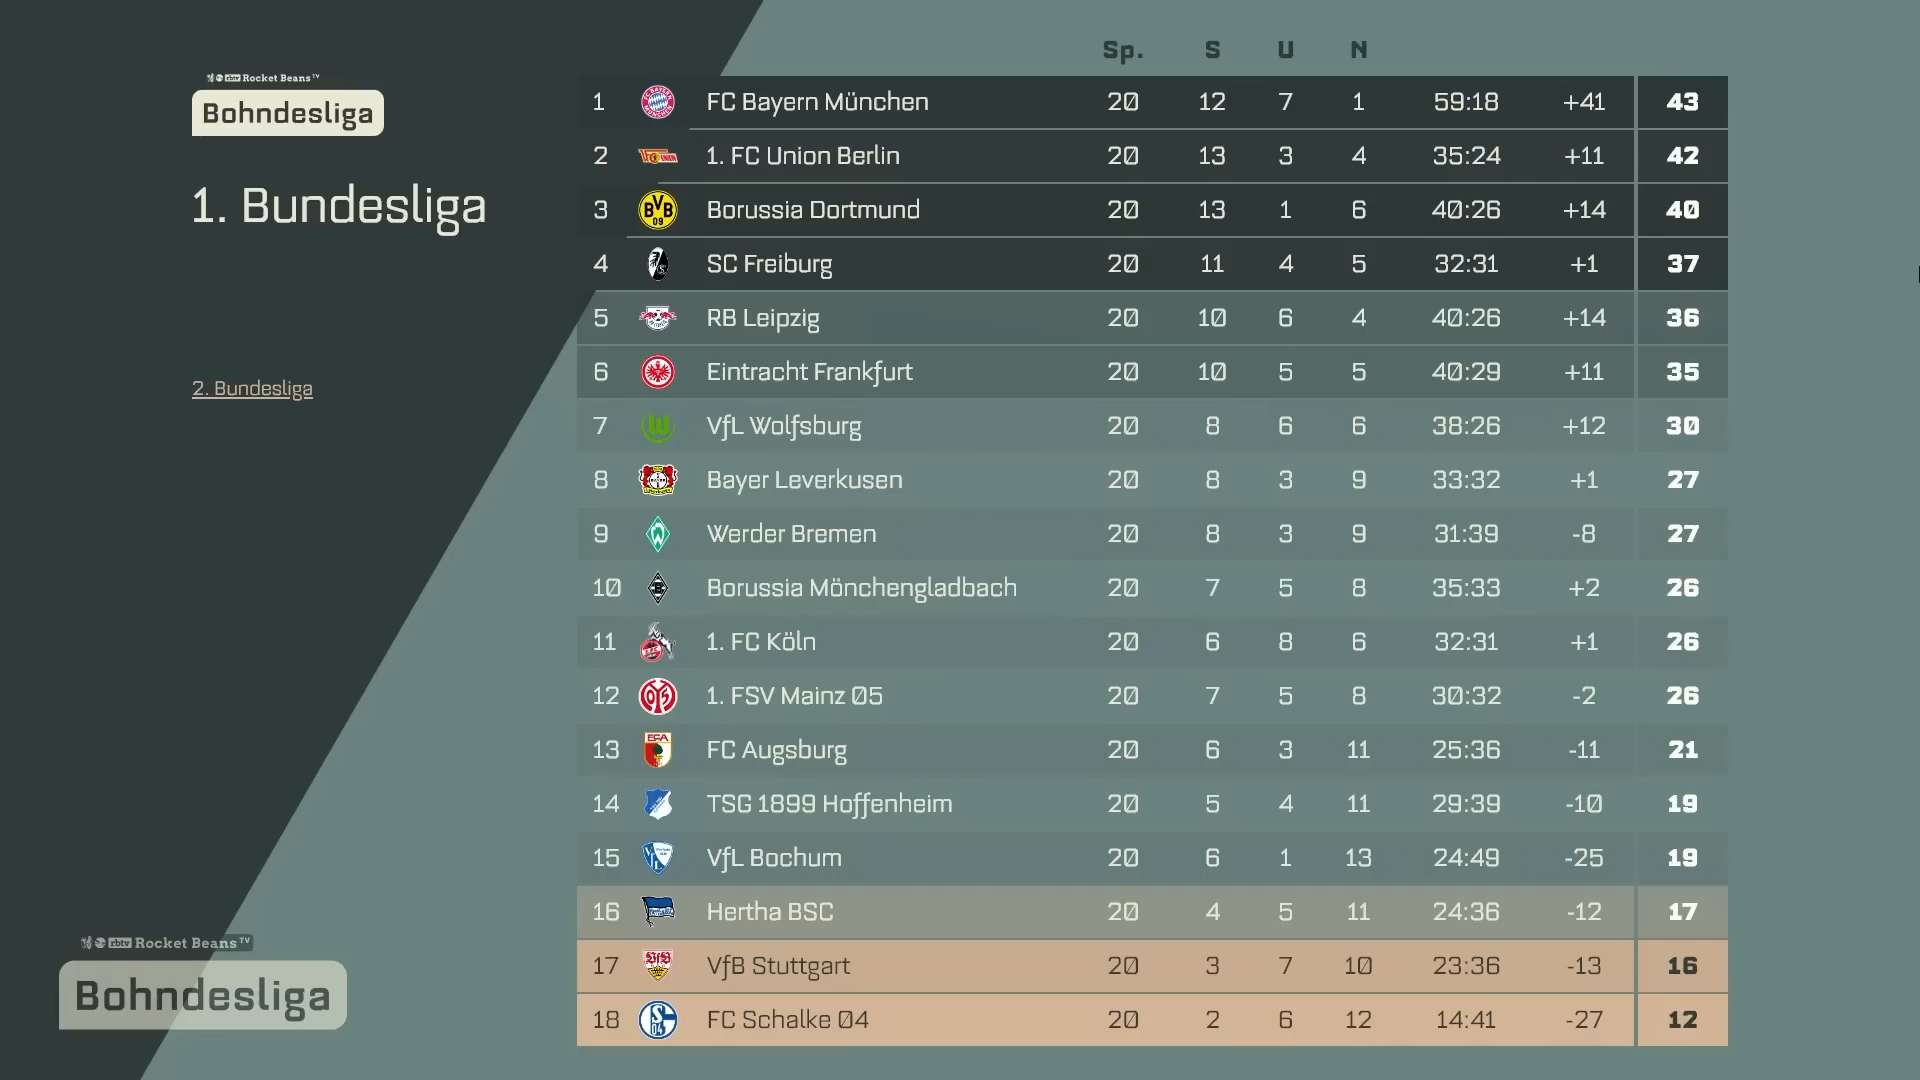 Sp. S U N
rbtv Rocket Beans TV
Bohndesliga
1. Bundesliga
2. Bundesliga
1 FC Bayern München 20 12 7 1 59:18 +41 43
2 1. FC Union Berlin 20 13 3 4 35:24 +11 42
3 BVB 09 Borussia Dortmund 20 13 1 6 40:26 +14 40
4 SC Freiburg 20 11 4 5 32:31 +1 37
5 RB Leipzig 20 10 6 4 40:26 +14 36
6 Eintracht Frankfurt 20 10 5 5 40:29 +11 35
7 VfL Wolfsburg 20 8 6 6 38:26 +12 30
8 Bayer Leverkusen 20 8 3 9 33:32 +1 27
9 Werder Bremen 20 8 3 9 31:39 -8 27
10 Borussia Mönchengladbach 20 7 5 8 35:33 +2 26
11 1. FC Köln 20 6 8 6 32:31 +1 26
12 1. FSV Mainz 05 20 7 5 8 30:32 -2 26
13 FCA FC Augsburg 20 6 3 11 25:36 -11 21
14 TSG 1899 Hoffenheim 20 5 4 11 29:39 -10 19
15 VfL VfL Bochum 20 6 1 13 24:49 -25 19
16 Hertha BSC 20 4 5 11 24:36 -12 17
17 VfB VfB Stuttgart 20 3 7 10 23:36 -13 16
18 S 04 FC Schalke 04 20 2 6 12 14:41 -27 12
rbtv Rocket Beans TV
Bohndesliga